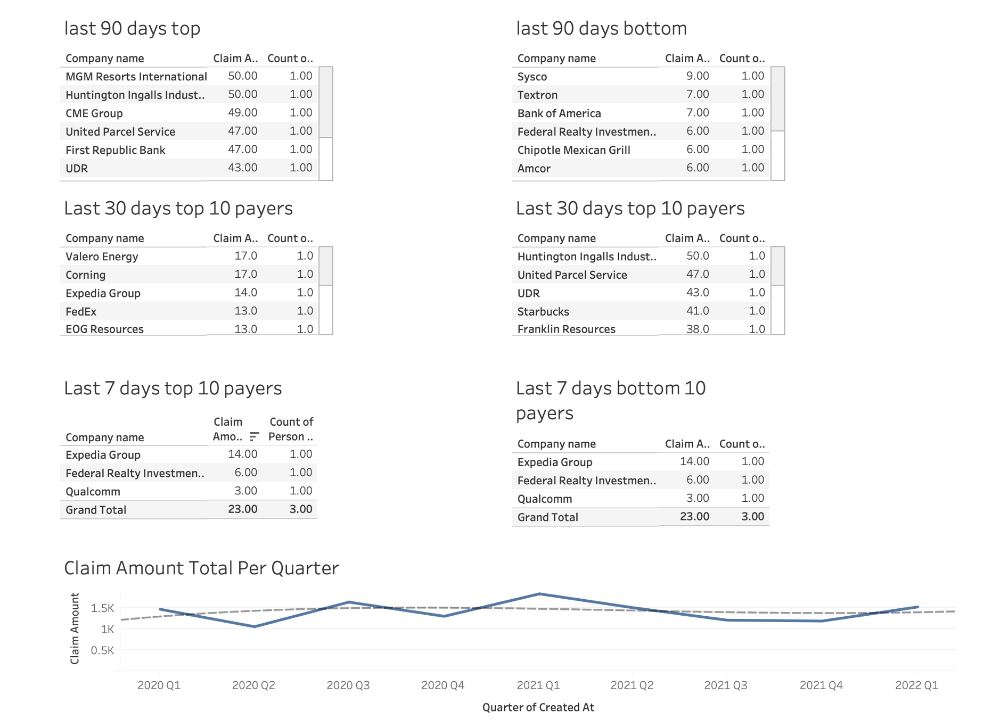 last 90 days top
Company name Claim A.. Count o..
MGM Resorts International 50.00 1.00
Huntington Ingalls Indust.. 50.00 1.00
CME Group 49.00 1.00
United Parcel Service 47.00 1.00
First Republic Bank 47.00 1.00
UDR 43.00 1.00
last 90 days bottom
Company name Claim A.. Count o..
Sysco 9.00 1.00
Textron 7.00 1.00
Bank of America 7.00 1.00
Federal Realty Investmen.. 6.00 1.00
Chipotle Mexican Grill 6.00 1.00
Amcor 6.00 1.00
Last 30 days top 10 payers
Company name Claim A.. Count o..
Valero Energy 17.0 1.0
Corning 17.0 1.0
Expedia Group 14.0 1.0
FedEx 13.0 1.0
EOG Resources 13.0 1.0
Last 30 days top 10 payers
Company name Claim A.. Count o..
Huntington Ingalls Indust.. 50.0 1.0
United Parcel Service 47.0 1.0
UDR 43.0 1.0
Starbucks 41.0 1.0
Franklin Resources 38.0 1.0
Last 7 days top 10 payers
Claim Count of
Company name Amo.. Person ..
Expedia Group 14.00 1.00
Federal Realty Investmen.. 6.00 1.00
Qualcomm 3.00 1.00
Grand Total 23.00 3.00
Last 7 days bottom 10
payers
Company name Claim A.. Count o..
Expedia Group 14.00 1.00
Federal Realty Investmen.. 6.00 1.00
Qualcomm 3.00 1.00
Grand Total 23.00 3.00
Claim Amount Total Per Quarter
Claim Amount
1.5K
1K
0.5K
2020 Q1 2020 Q2 2020 Q3 2020 Q4 2021 Q1 2021 Q2 2021 Q3 2021 Q4 2022 Q1
Quarter of Created At